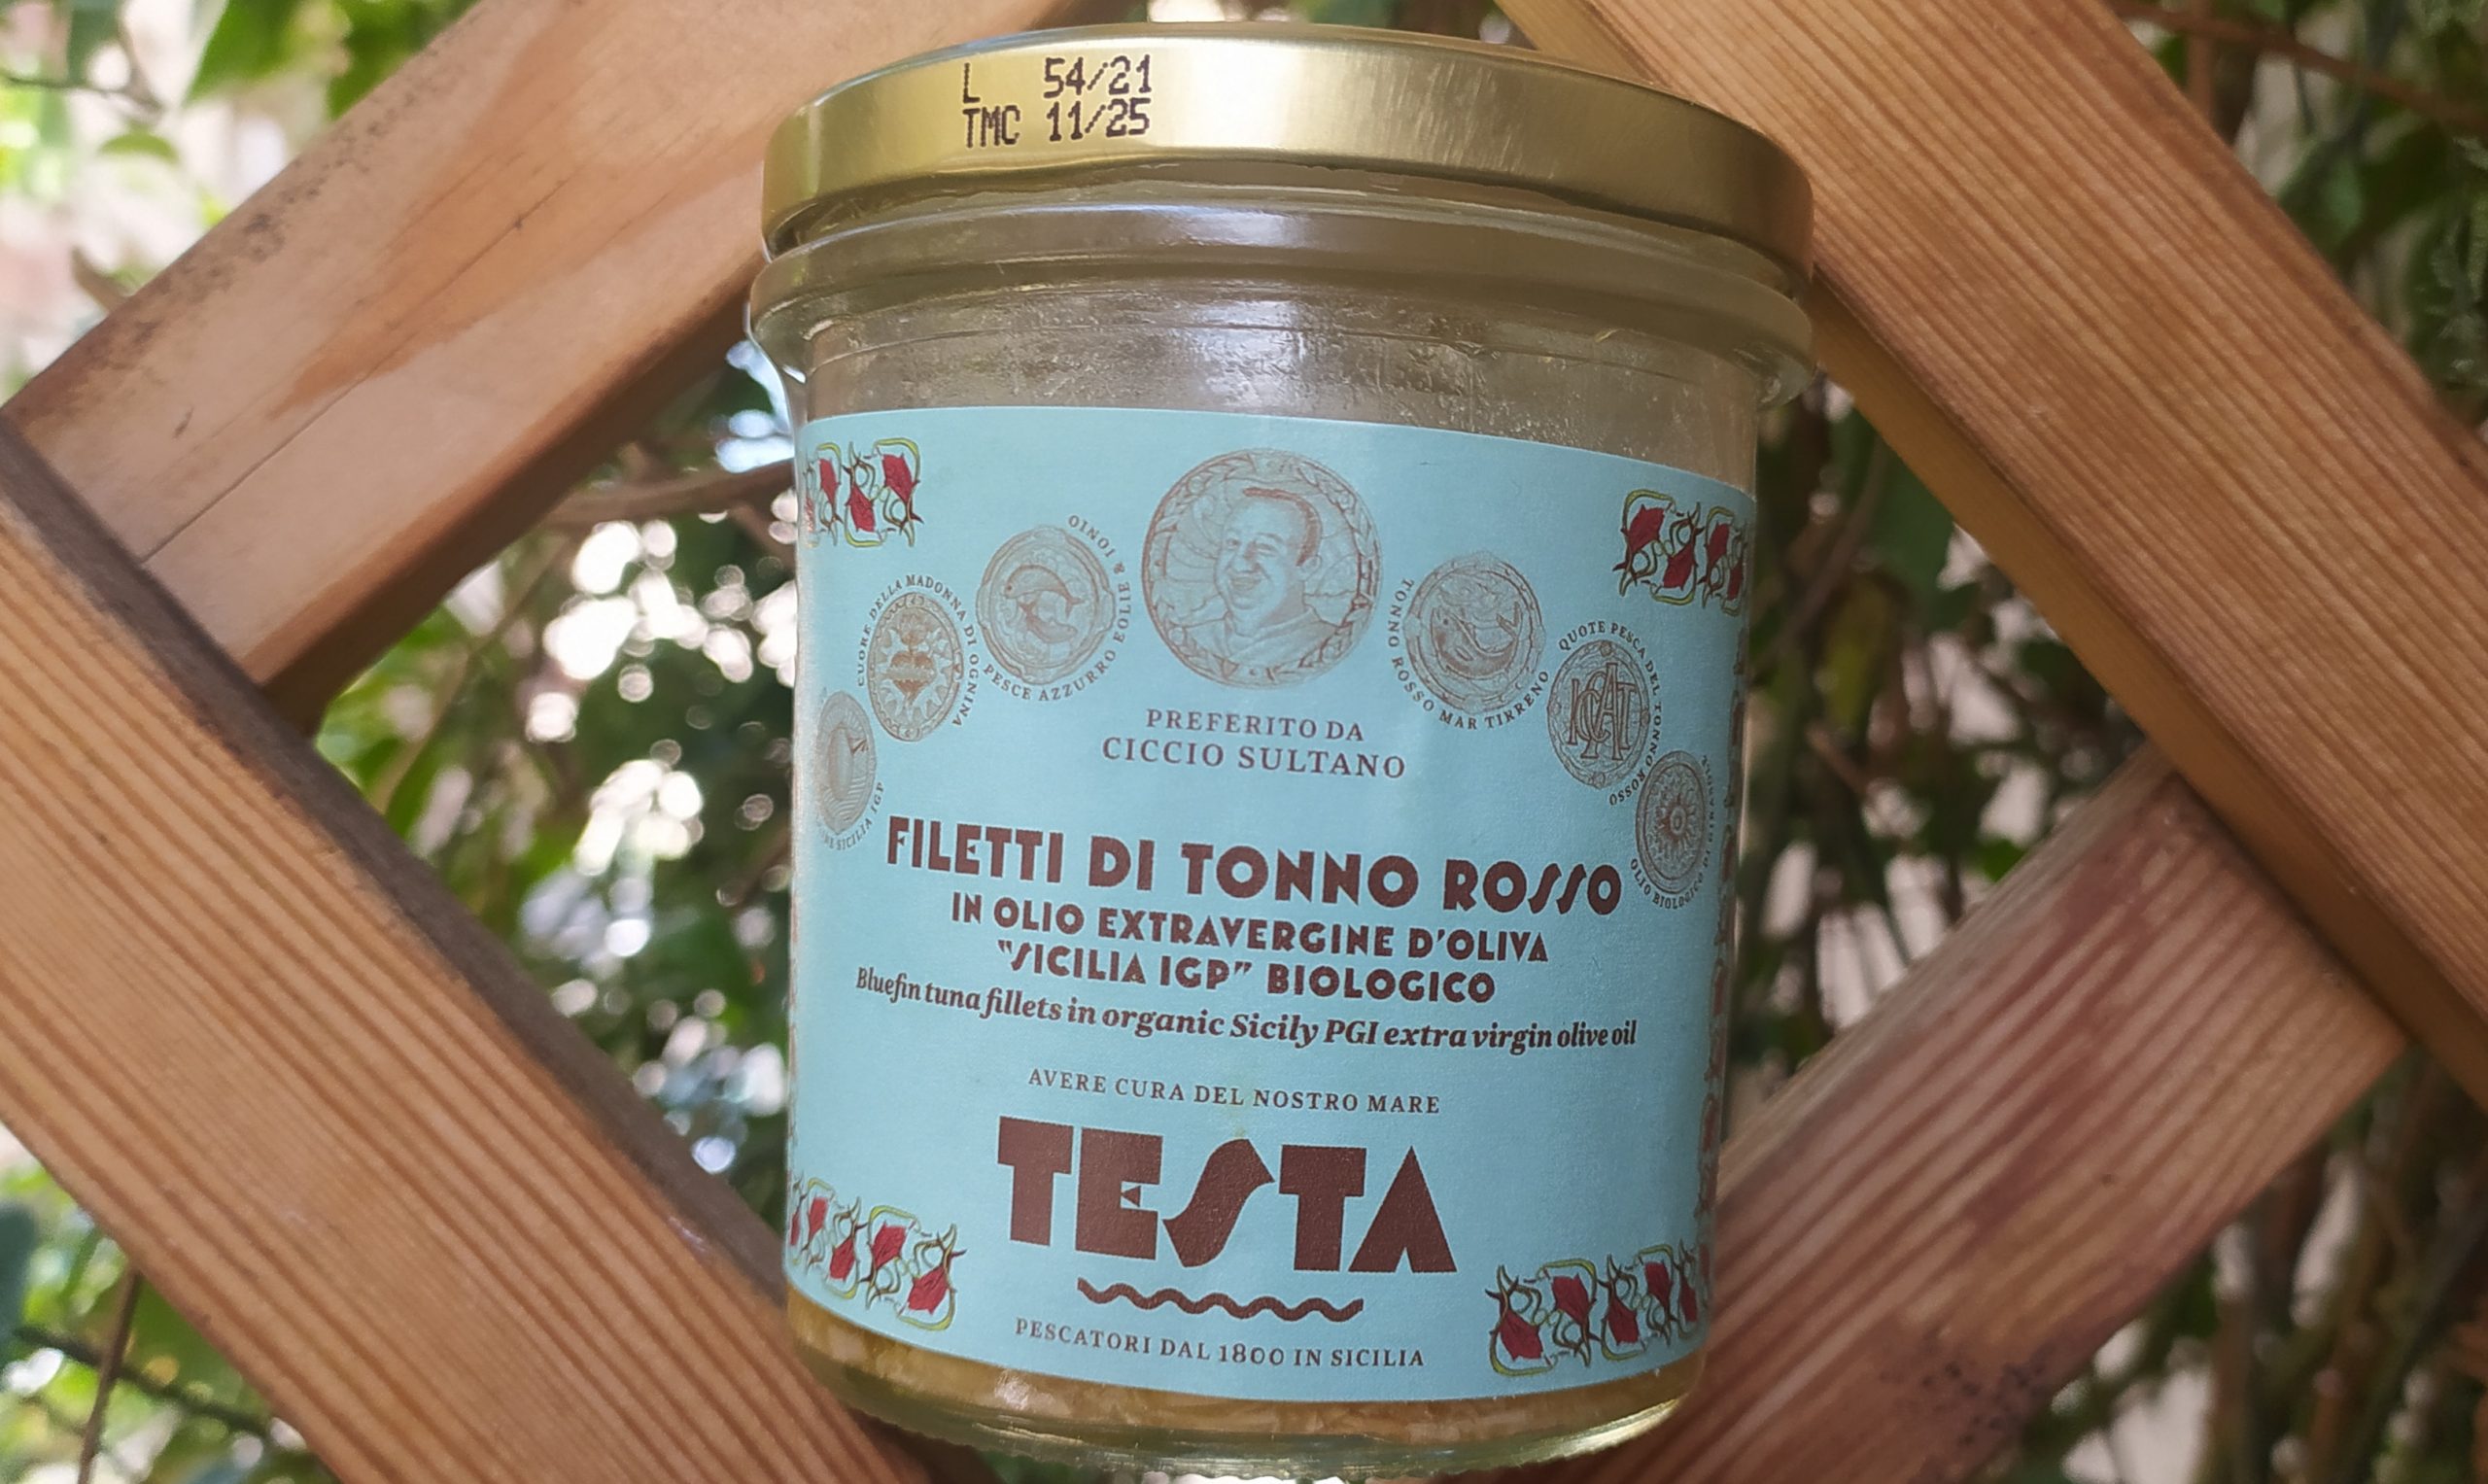 L 54/21
TMC 11/25
CUORE DELLA MADONNA DI OGNINA
PESCE AZZURRO EOLIE & IONIO
TONNO ROSSO MAR TIRRENO
QUOTE PESCA DEL TONNO ROSSO
ICCAT
SICILIA IGP
OLIO BIOLOGICO DI
PREFERITO DA
CICCIO SULTANO
FILETTI DI TONNO ROSSO
IN OLIO EXTRAVERGINE D'OLIVA
"SICILIA IGP" BIOLOGICO
Bluefin tuna fillets in organic Sicily PGI extra virgin olive oil
AVERE CURA DEL NOSTRO MARE
TESTA
PESCATORI DAL 1800 IN SICILIA